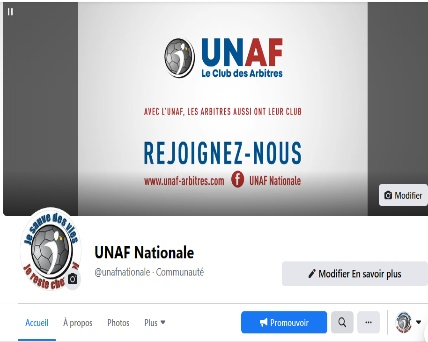 UNAF
Le Club des Arbitres
AVEC L'UNAF, LES ARBITRES AUSSI ONT LEUR CLUB
REJOIGNEZ-NOUS
www.unaf-arbitres.com f UNAF Nationale
Modifier
Je sauve des vies
Je reste che
UNAF Nationale
@unafnationale · Communauté
Modifier En savoir plus
Accueil À propos Photos Plus Promouvoir ...